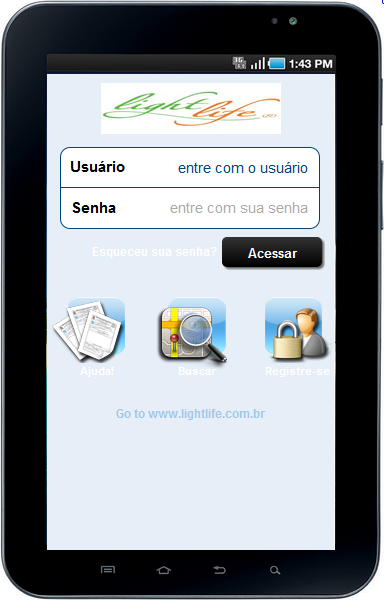 3G
1:43 PM
light life
Usuário entre com o usuário
Senha entre com sua senha
Esqueceu sua senha? Acessar
Ajuda! Buscar Registre-se
Go to www.lightlife.com.br